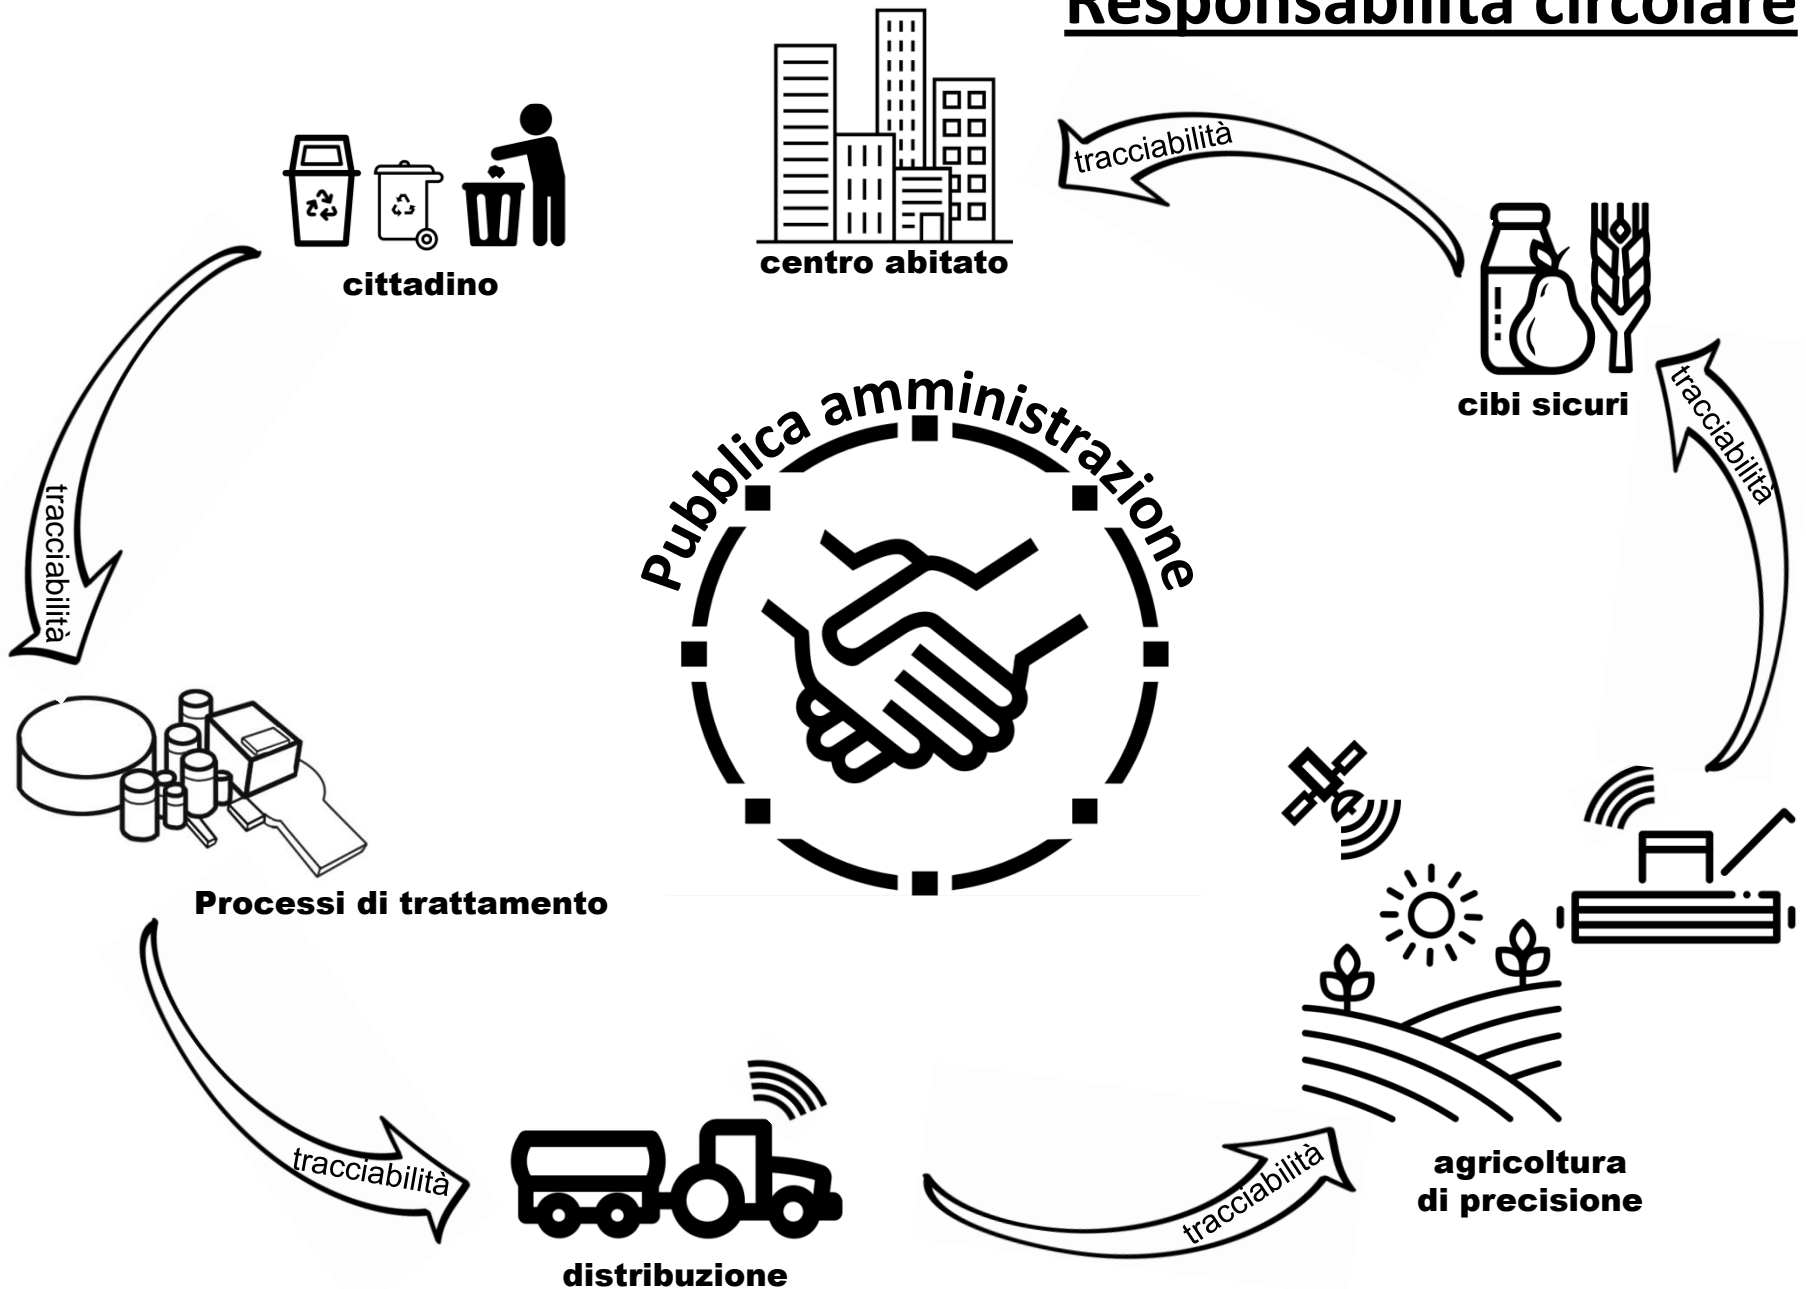 Responsabilità circolare
tracciabilità
centro abitato
cittadino
cibi sicuri
tracciabilità
Pubblica amministrazione
tracciabilità
Processi di trattamento
tracciabilità
tracciabilità
agricoltura
di precisione
distribuzione